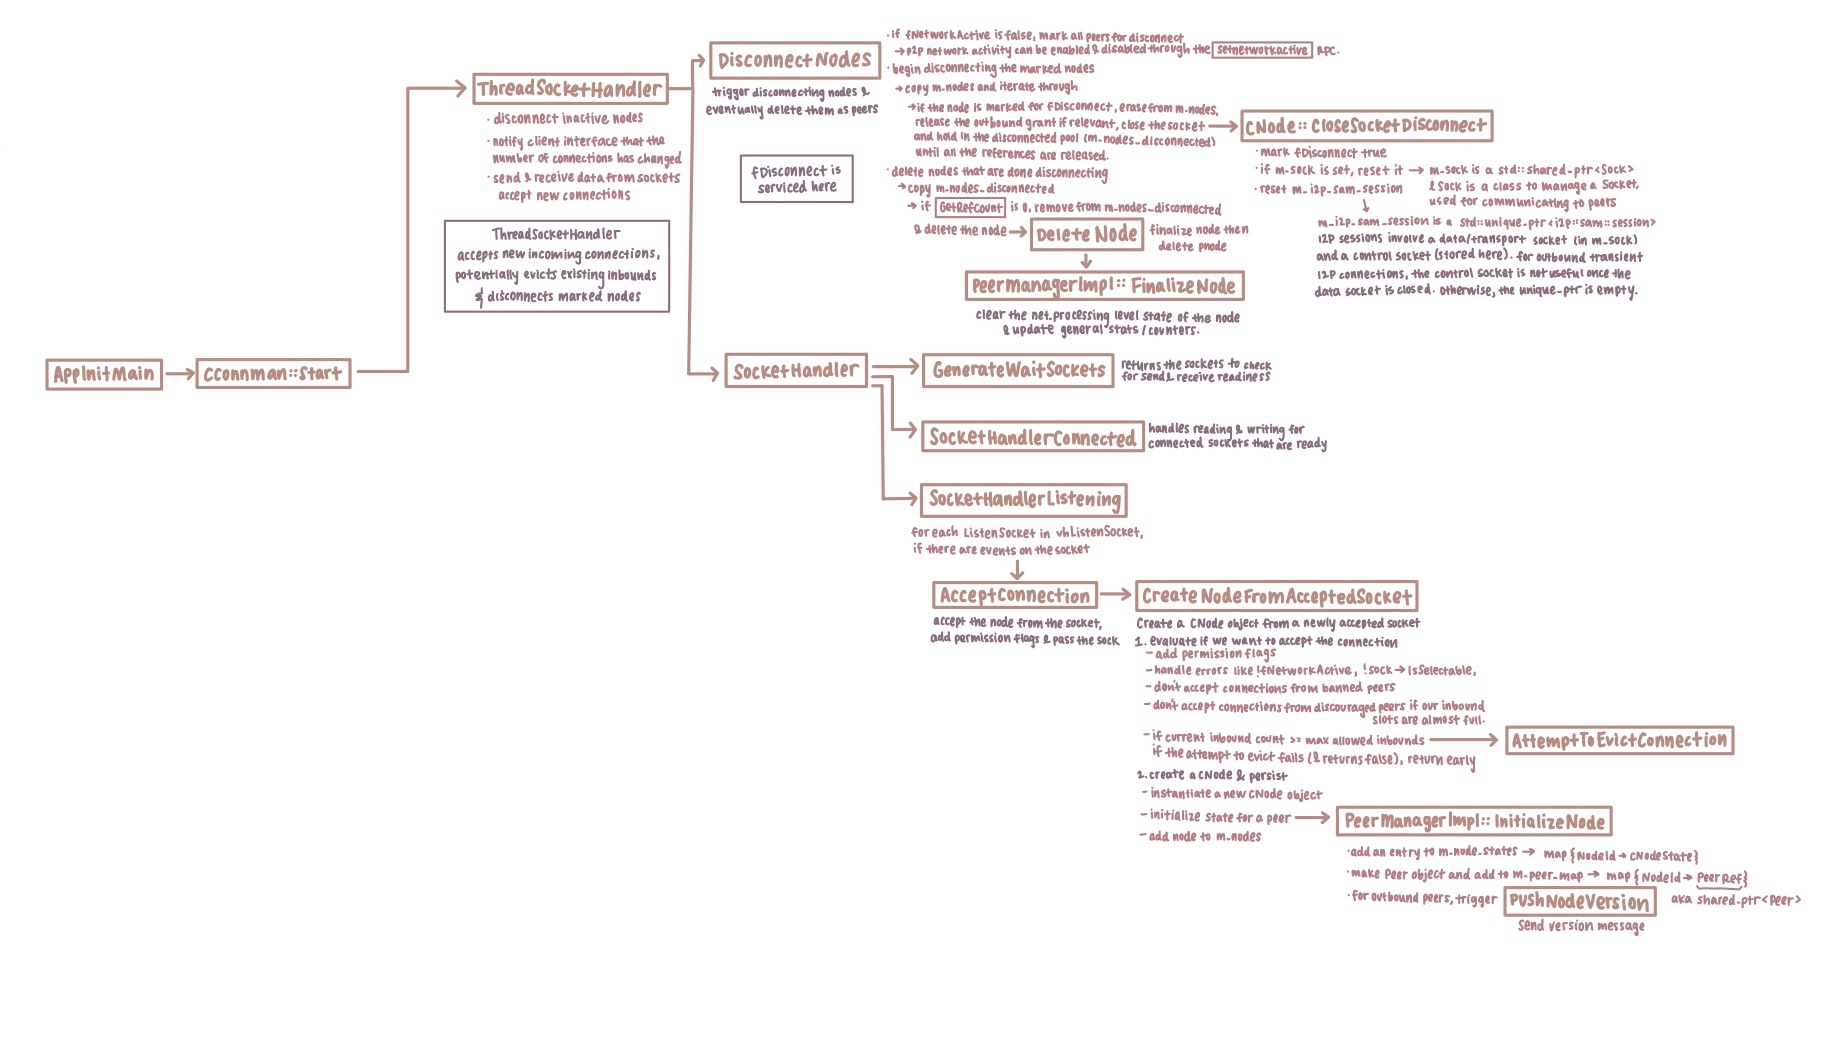 AppInitMain
CConnman::Start
ThreadSocketHandler
· disconnect inactive nodes
· notify client interface that the
number of connections has changed
· send & receive data from sockets
accept new connections
ThreadSocketHandler
accepts new incoming connections,
potentially evicts existing inbounds
& disconnects marked nodes
DisconnectNodes
trigger disconnecting nodes &
eventually delete them as peers
fDisconnect is
serviced here
· if fNetworkActive is false, mark all peers for disconnect
→ P2P network activity can be enabled & disabled through the setnetworkactive RPC.
· begin disconnecting the marked nodes
→ copy m_nodes and iterate through
→ if the node is marked for fDisconnect, erase from m_nodes,
release the outbound grant if relevant, close the socket
and hold in the disconnected pool (m_nodes_disconnected)
until all the references are released.
· delete nodes that are done disconnecting
→ copy m_nodes_disconnected
→ if GetRefCount is 0, remove from m_nodes_disconnected
& delete the node →
DeleteNode
finalize node then
delete pnode
PeerManagerImpl::FinalizeNode
clear the net_processing level state of the node
& update general stats / counters.
CNode::CloseSocketDisconnect
· mark fDisconnect true
· if m_sock is set, reset it → m_sock is a std::shared_ptr<Sock>
& Sock is a class to manage a Socket,
used for communicating to peers
· reset m_i2p_sam_session
m_i2p_sam_session is a std::unique_ptr<i2p::sam::session>
I2P sessions involve a data/transport socket (in m_sock)
and a control socket (stored here). for outbound transient
I2P connections, the control socket is not useful once the
data socket is closed. otherwise, the unique_ptr is empty.
SocketHandler
GenerateWaitSockets
returns the sockets to check
for send & receive readiness
SocketHandlerConnected
handles reading & writing for
connected sockets that are ready
SocketHandlerListening
for each ListenSocket in vhListenSocket,
if there are events on the socket
AcceptConnection
accept the node from the socket,
add permission flags & pass the sock
CreateNodeFromAcceptedSocket
Create a CNode object from a newly accepted socket
1. evaluate if we want to accept the connection
- add permission flags
- handle errors like !fNetworkActive, !sock→IsSelectable,
- don't accept connections from banned peers
- don't accept connections from discouraged peers if our inbound
slots are almost full.
- if current inbound count >= max allowed inbounds
if the attempt to evict fails (& returns false), return early
AttemptToEvictConnection
2. create a CNode & persist
- instantiate a new CNode object
- initialize state for a peer
- add node to m_nodes
PeerManagerImpl::InitializeNode
· add an entry to m_node_states → map {NodeId → CNodeState}
· make Peer object and add to m_peer_map → map {NodeId → PeerRef}
· for outbound peers, trigger PushNodeVersion
aka shared_ptr<Peer>
send version message